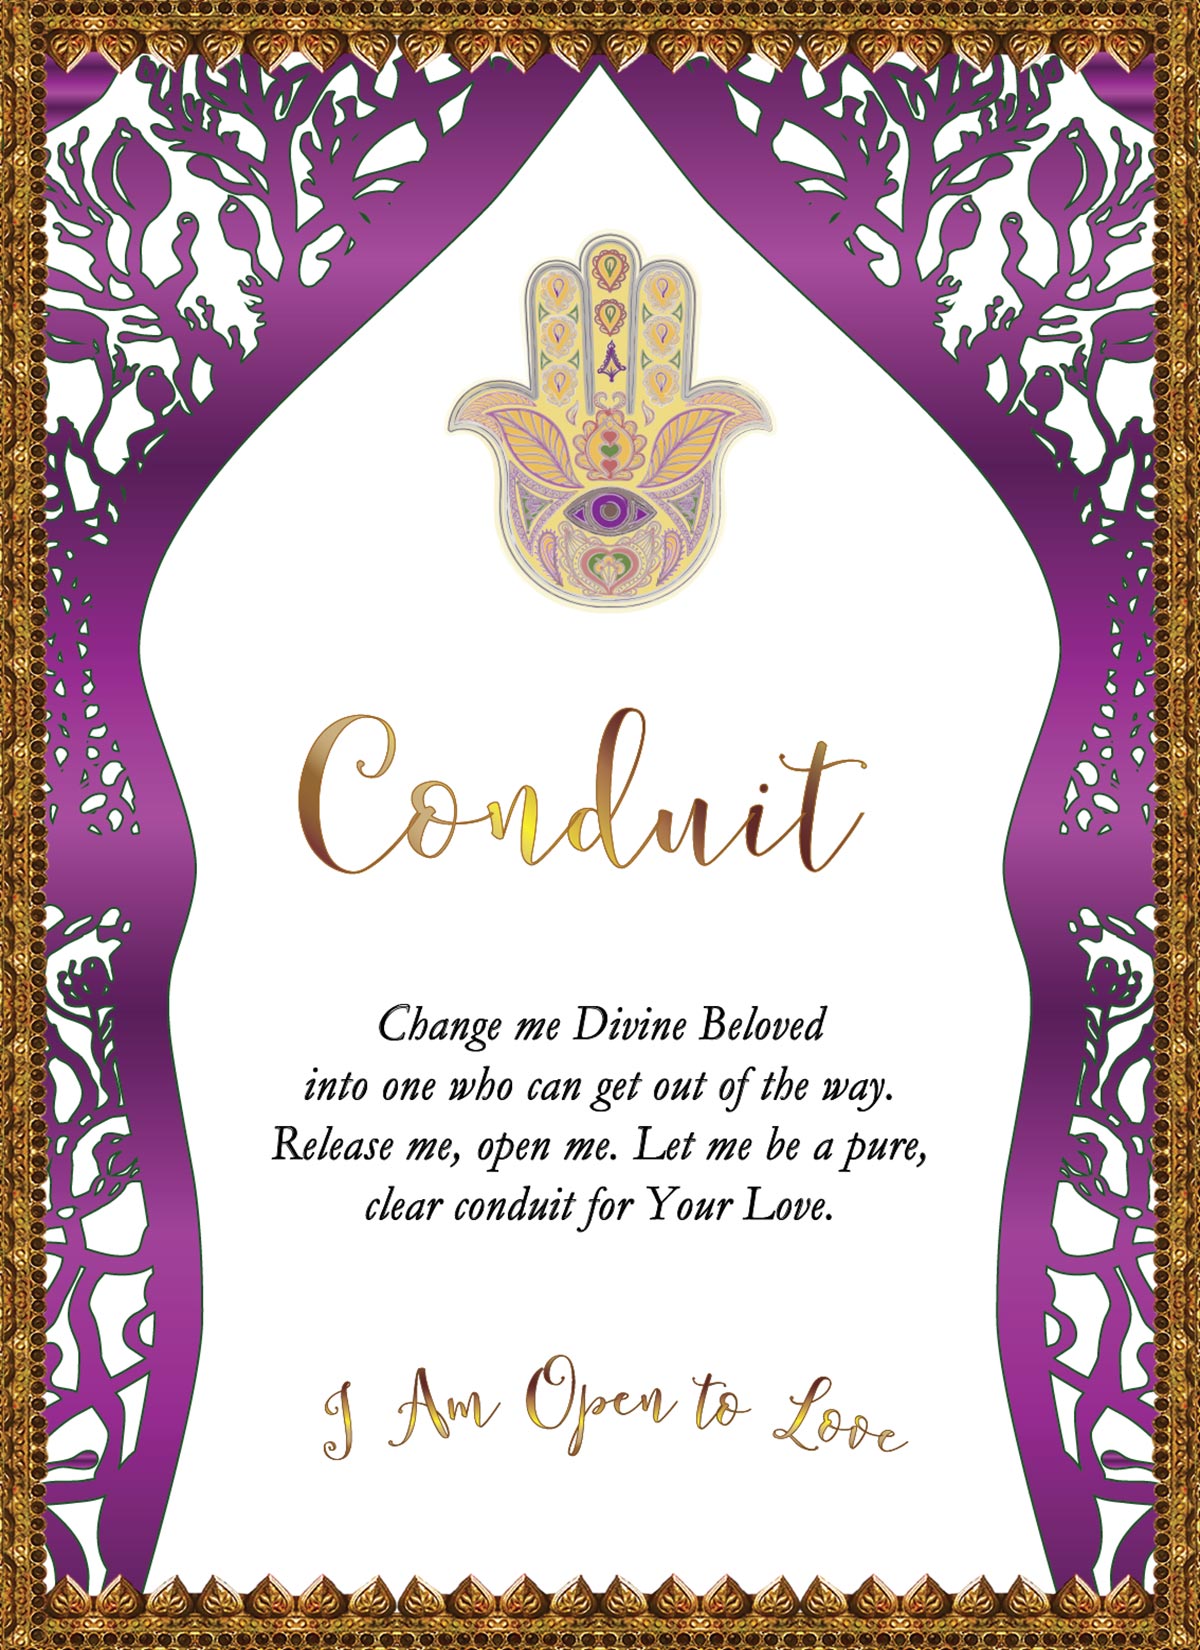 Conduit
Change me Divine Beloved
into one who can get out of the way.
Release me, open me. Let me be a pure,
clear conduit for Your Love.
I Am Open to Love